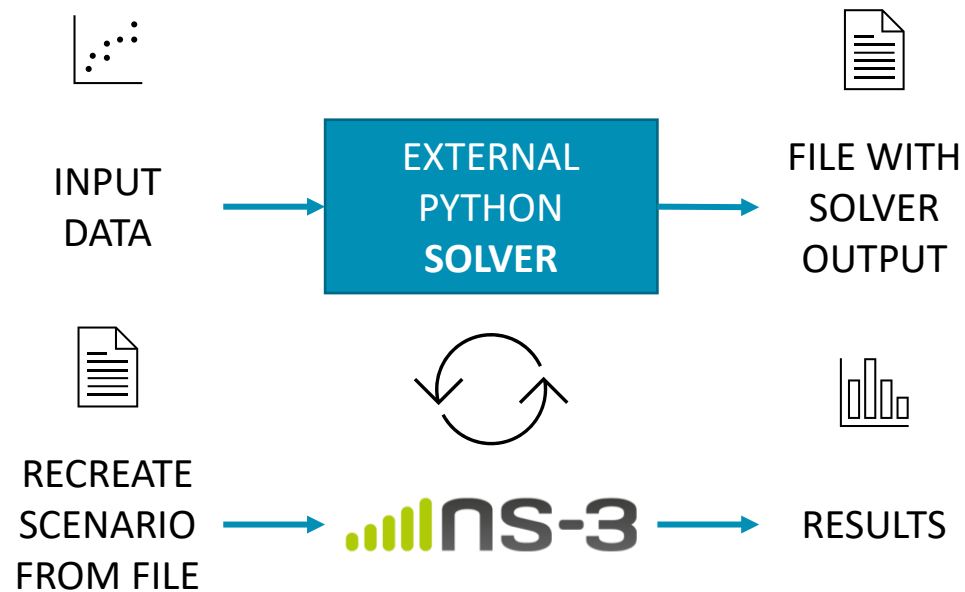 INPUT
DATA
EXTERNAL
PYTHON
SOLVER
FILE WITH
SOLVER
OUTPUT
RECREATE
SCENARIO
FROM FILE
ns-3
RESULTS